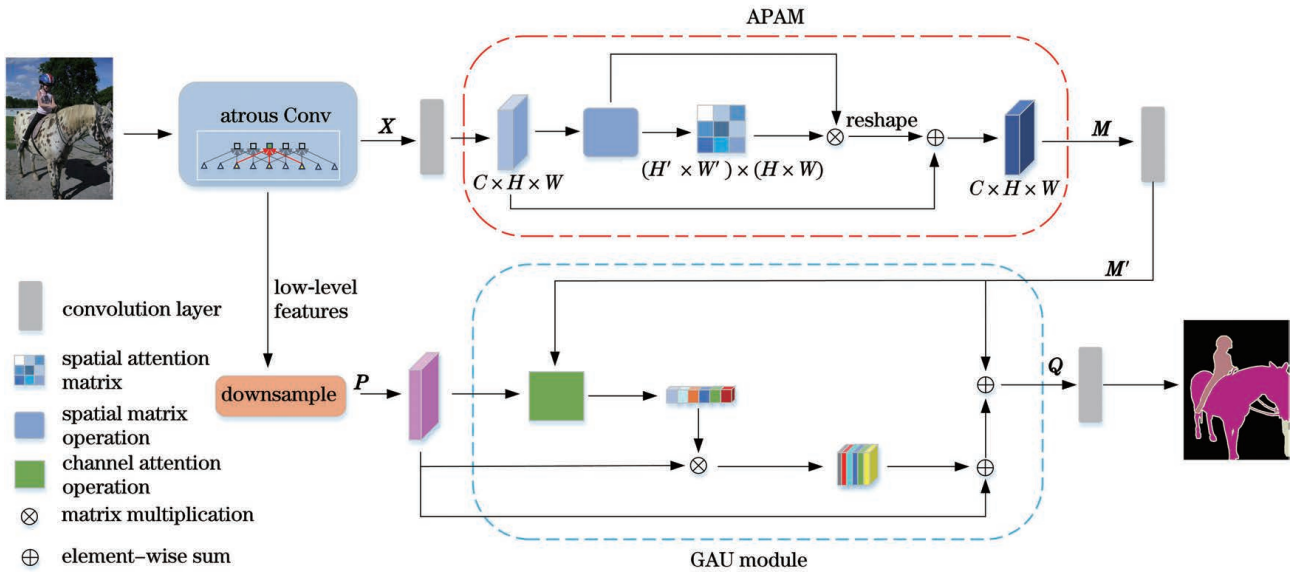 APAM
atrous Conv
X
reshape
M
(H′ × W′) × (H × W)
C × H × W
C × H × W
M′
low-level
features
convolution layer
spatial attention
matrix
downsample
P
Q
spatial matrix
operation
channel attention
operation
matrix multiplication
element–wise sum
GAU module